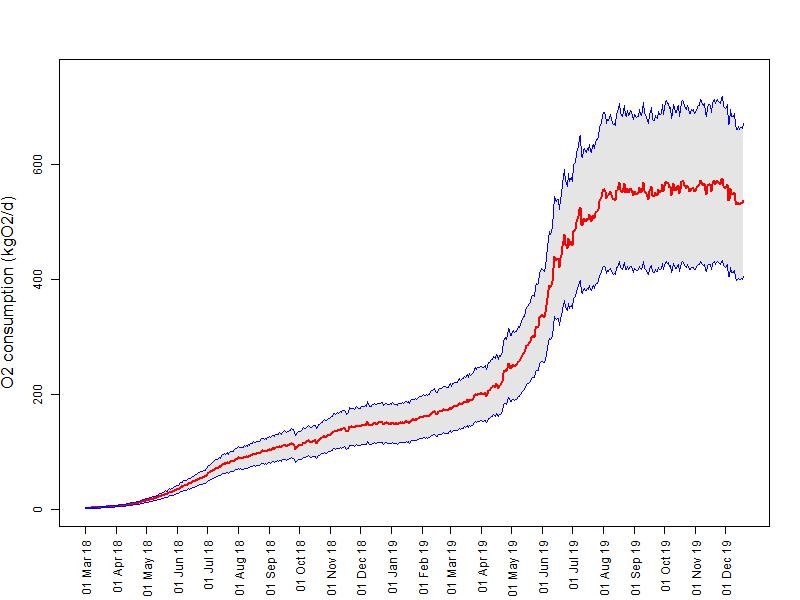 O2 consumption (kgO2/d)
600
400
200
0
01 Mar 18
01 Apr 18
01 May 18
01 Jun 18
01 Jul 18
01 Aug 18
01 Sep 18
01 Oct 18
01 Nov 18
01 Dec 18
01 Jan 19
01 Feb 19
01 Mar 19
01 Apr 19
01 May 19
01 Jun 19
01 Jul 19
01 Aug 19
01 Sep 19
01 Oct 19
01 Nov 19
01 Dec 19